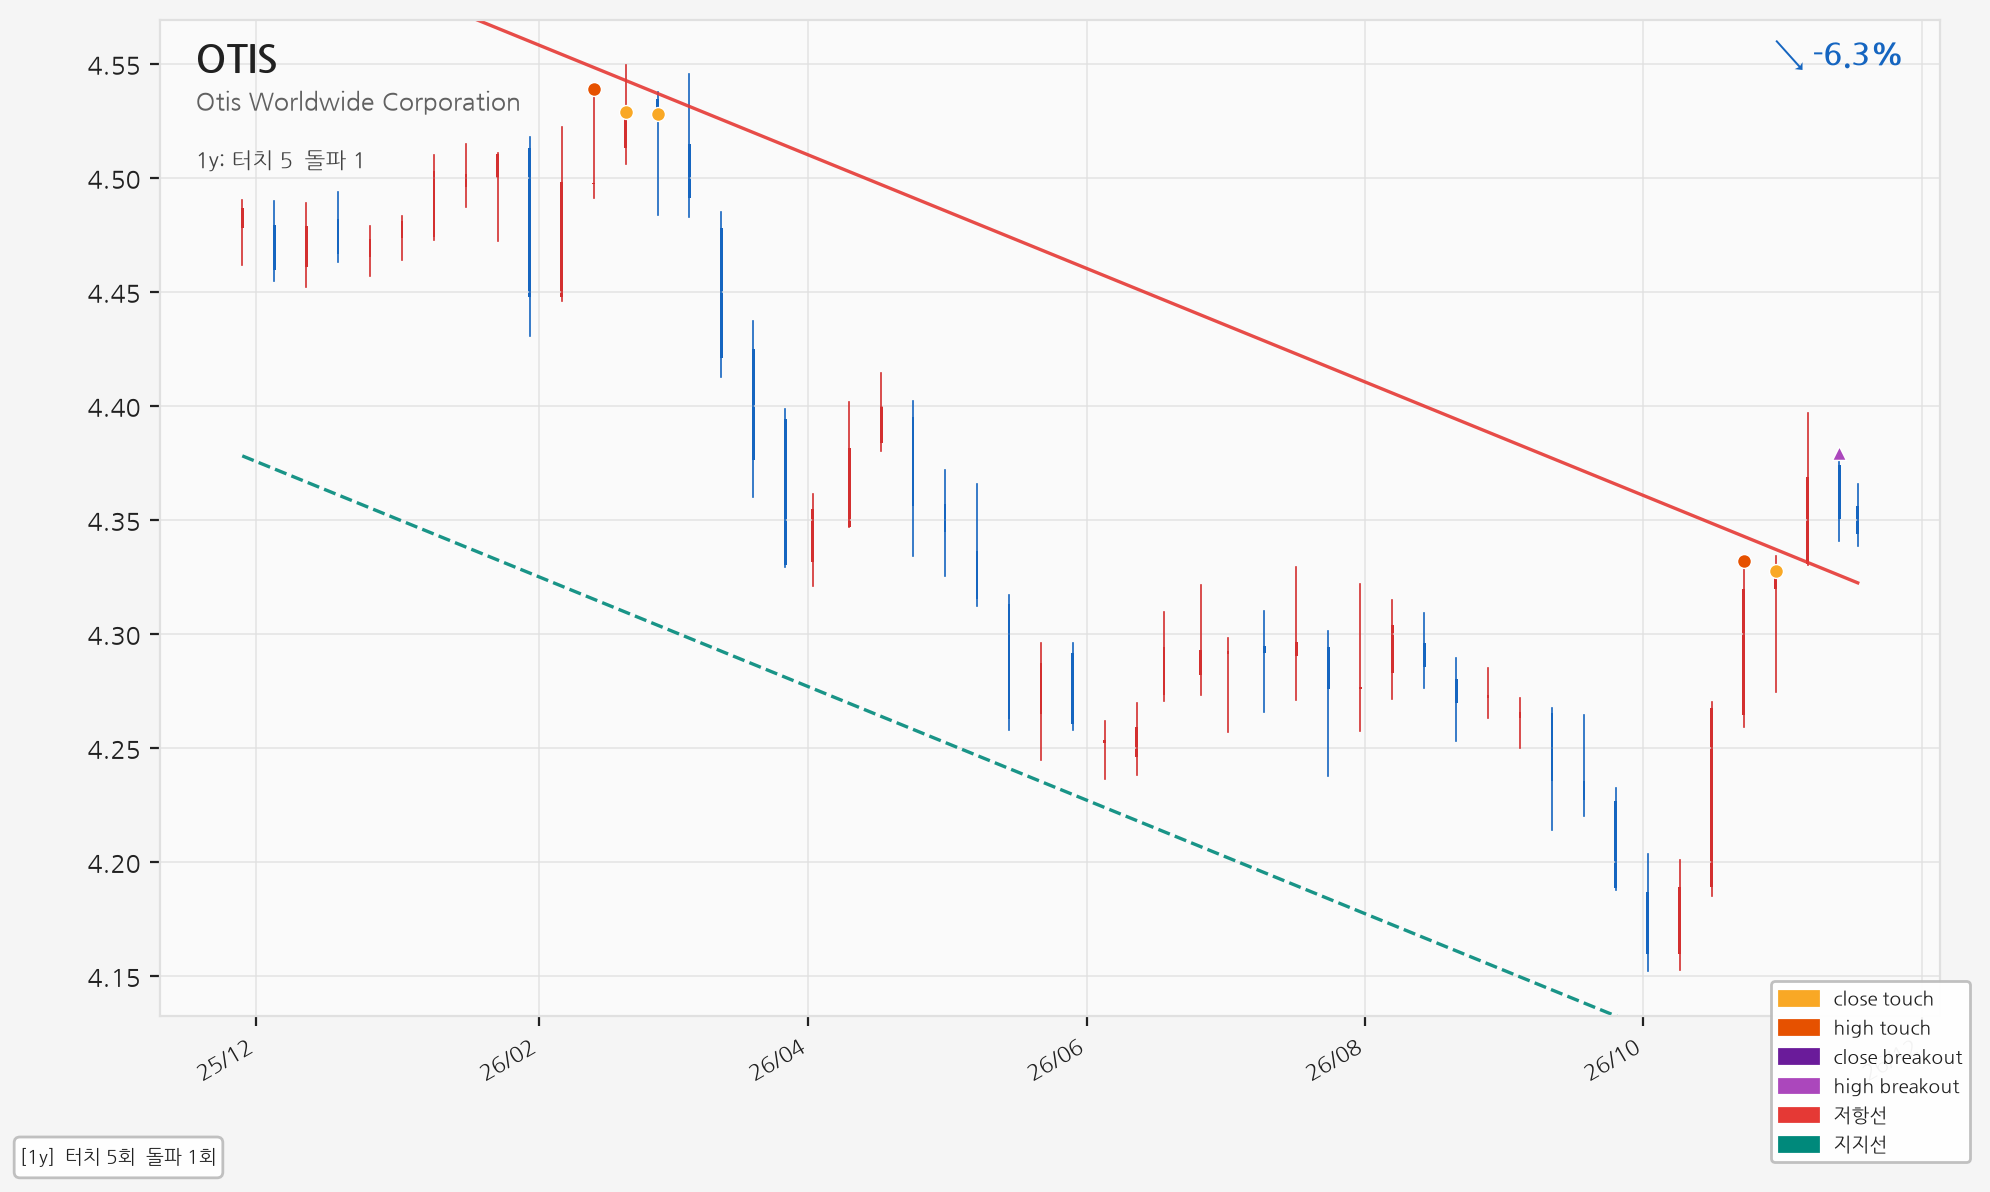 OTIS
Otis Worldwide Corporation
1y: 터치 5 돌파 1
-6.3%
4.55
4.50
4.45
4.40
4.35
4.30
4.25
4.20
4.15
25/12
26/02
26/04
26/06
26/08
26/10
close touch
high touch
close breakout
high breakout
저항선
지지선
[1y] 터치 5회 돌파 1회